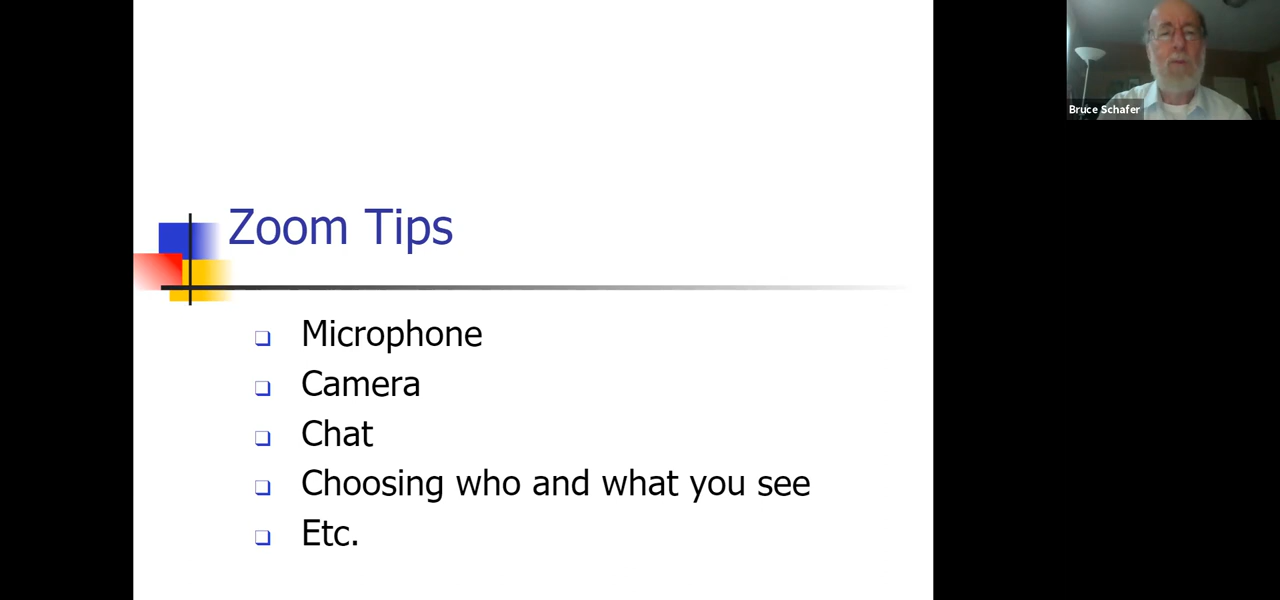 Bruce Schafer
Zoom Tips
Microphone
Camera
Chat
Choosing who and what you see
Etc.